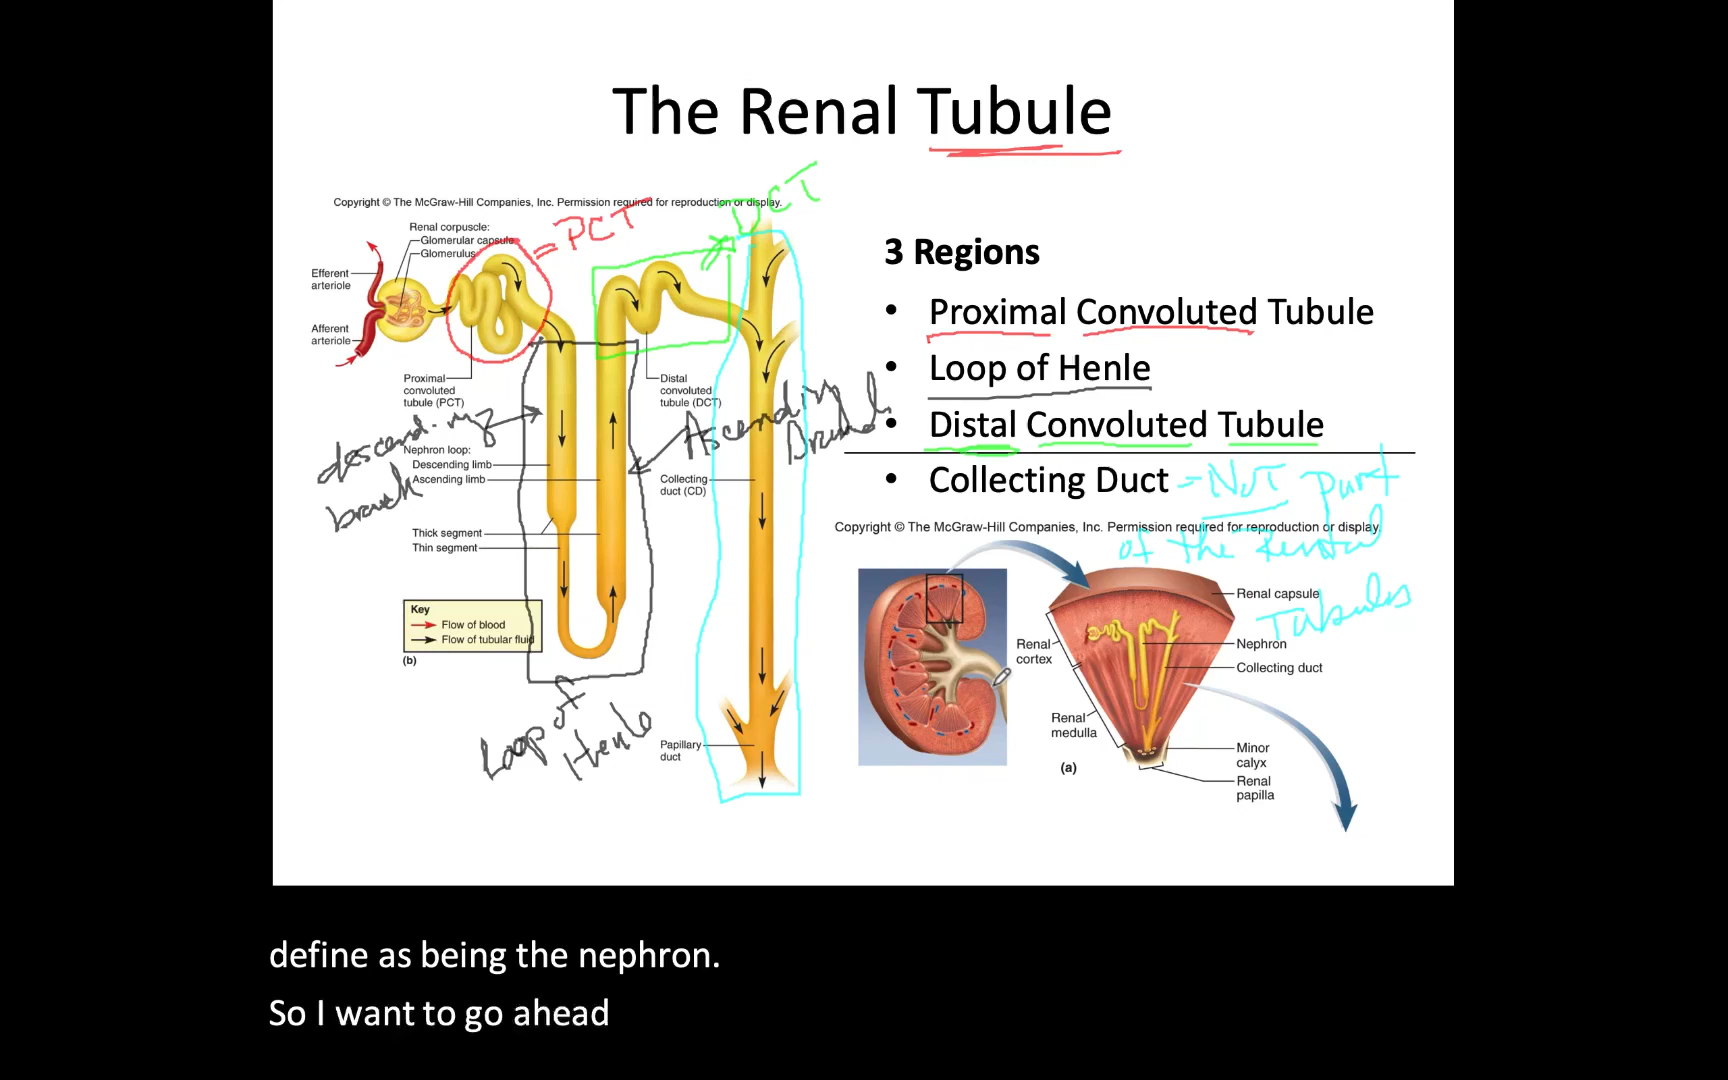 The Renal Tubule
Copyright © The McGraw-Hill Companies, Inc. Permission required for reproduction or display.
DCT
= PCT
Renal corpuscle:
Glomerular capsule
Glomerulus
Efferent
arteriole
Afferent
arteriole
Proximal
convoluted
tubule (PCT)
Distal
convoluted
tubule (DCT)
descending
branch
Ascending
Branch
Nephron loop:
Descending limb
Ascending limb
Collecting
duct (CD)
Thick segment
Thin segment
Key
Flow of blood
Flow of tubular fluid
(b)
Loop of
Henle
Papillary
duct
3 Regions
• Proximal Convoluted Tubule
• Loop of Henle
• Distal Convoluted Tubule
• Collecting Duct = NOT part
of the Renal
Tubules
Copyright © The McGraw-Hill Companies, Inc. Permission required for reproduction or display.
Renal capsule
Renal
cortex
Nephron
Collecting duct
Renal
medulla
Minor
calyx
Renal
papilla
(a)
define as being the nephron.
So I want to go ahead